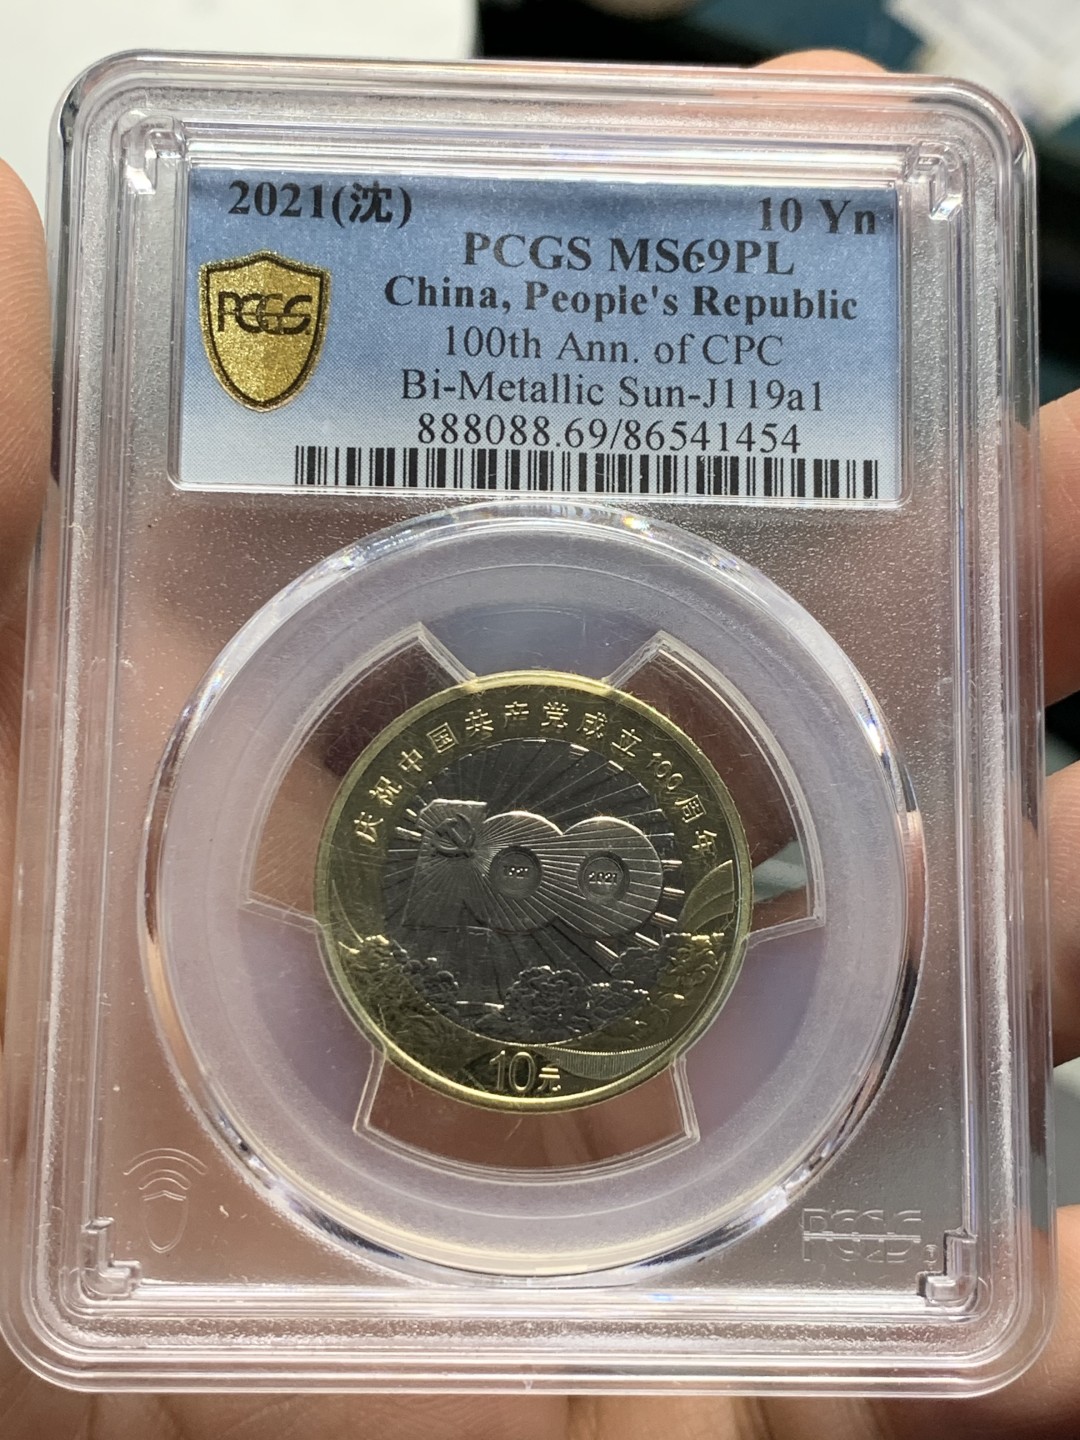 2021(沈) 10 Yn
PCGS MS69PL
China, People's Republic
PCGS
100th Ann. of CPC
Bi-Metallic Sun-J119a1
888088.69/86541454
庆祝中国共产党成立100周年
1921 2021
10元
PCGS